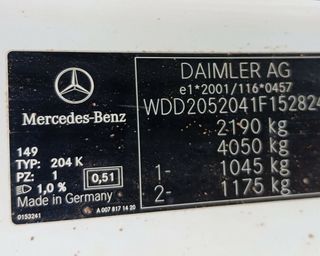 DAIMLER AG
e1*2001/116*0457
WDD2052041F152824
2190 kg
4050 kg
1- 1045 kg
2- 1175 kg
Mercedes-Benz
149
TYP: 204 K
PZ: 1
1,0 % 0,51
Made in Germany
0153241 A 007 817 14 20